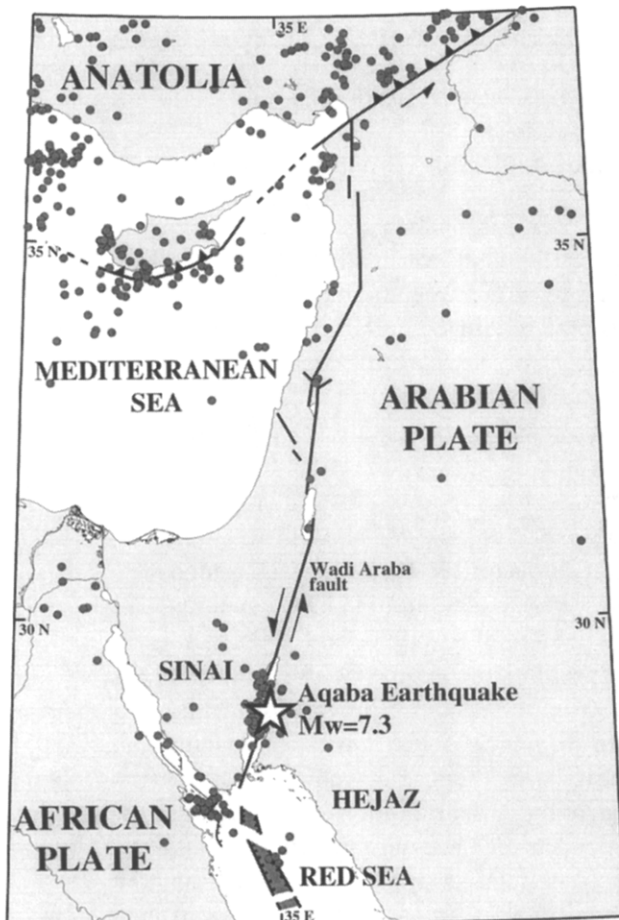 35 E
ANATOLIA
35 N
35 N
MEDITERRANEAN
SEA
ARABIAN
PLATE
Wadi Araba
fault
30 N
30 N
SINAI
Aqaba Earthquake
Mw=7.3
HEJAZ
AFRICAN
PLATE
RED SEA
35 E